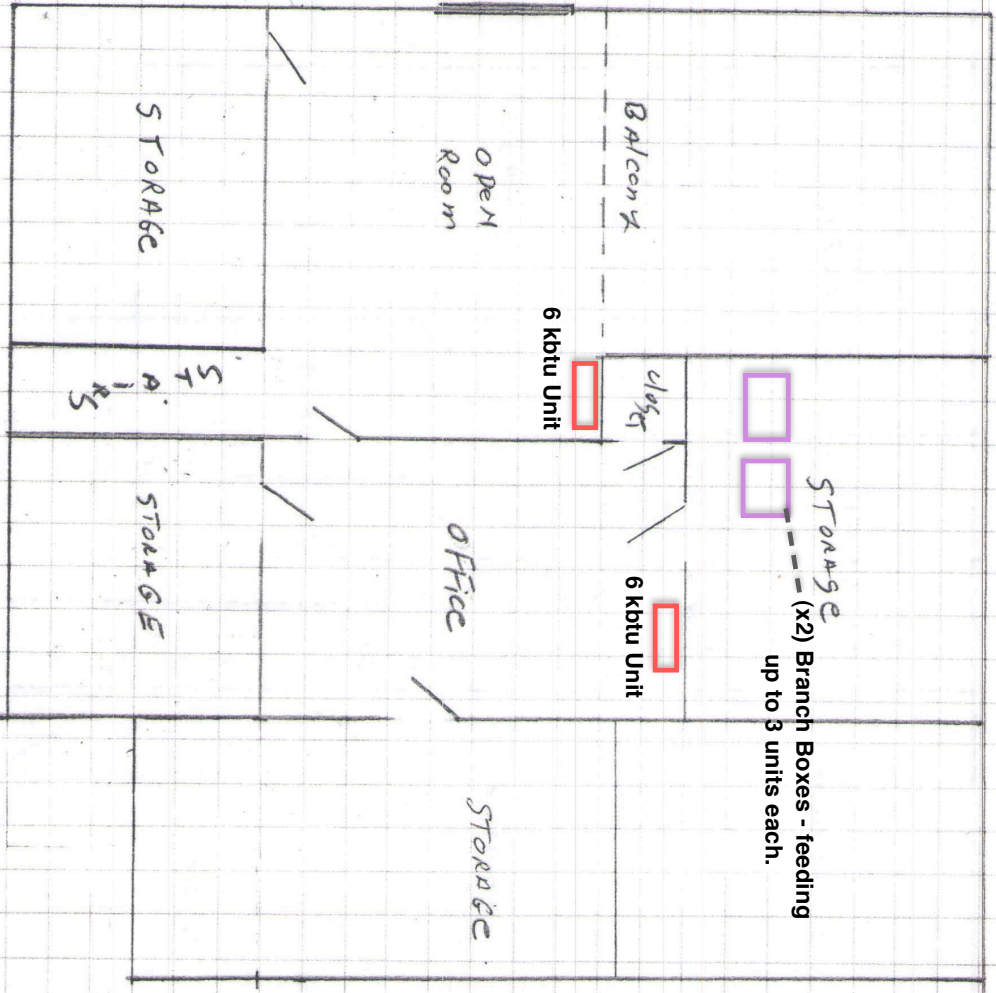 STORAGE
OPEN
ROOM
BAlcony
STAIRS
6 kbtu Unit
closet
STORAGE
STORAGE
OFFice
6 kbtu Unit
(x2) Branch Boxes - feeding
up to 3 units each.
STORAGE